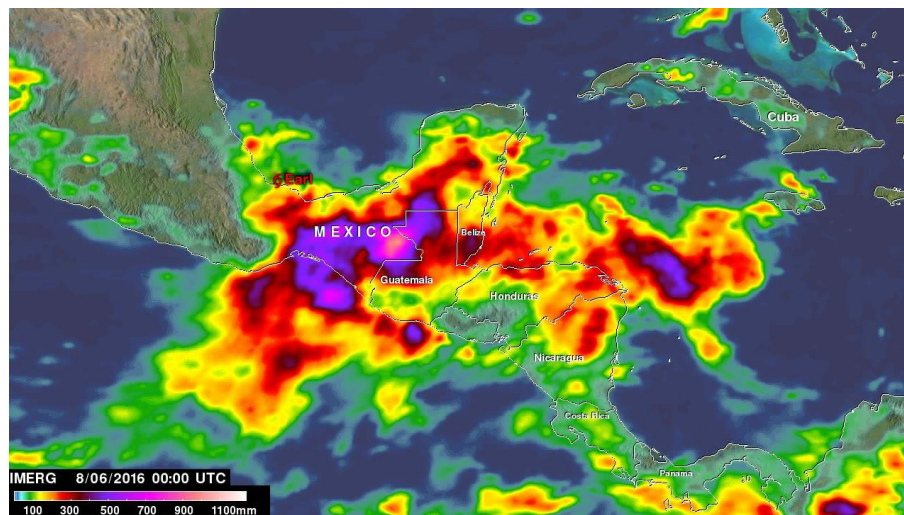 Cuba
Earl
MEXICO
Belize
Guatemala
Honduras
Nicaragua
Costa Rica
Panama
IMERG 8/06/2016 00:00 UTC
100 300 500 700 900 1100mm